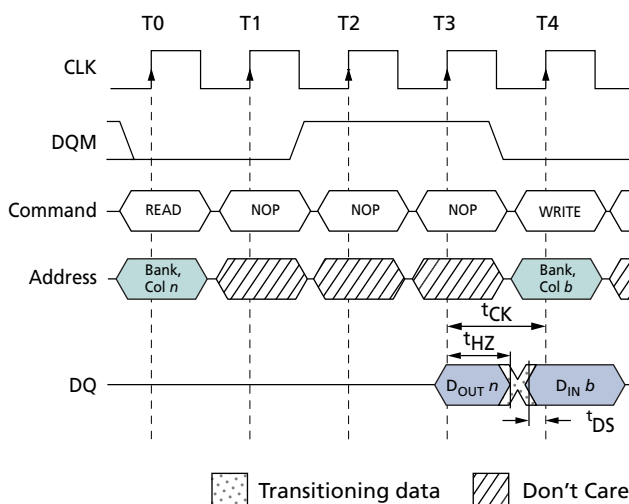 T0 T1 T2 T3 T4
CLK
DQM
Command READ NOP NOP NOP WRITE
Address Bank, Col n Bank, Col b
tCK
tHZ
DQ DOUT n DIN b
tDS
Transitioning data Don't Care